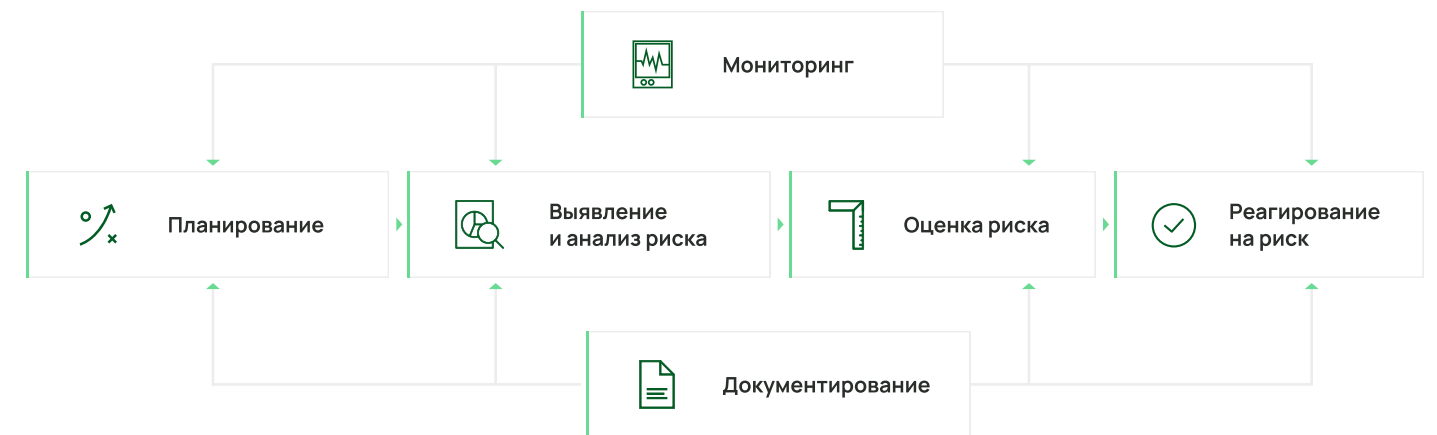 Мониторинг
Планирование
Выявление
и анализ риска
Оценка риска
Реагирование
на риск
Документирование